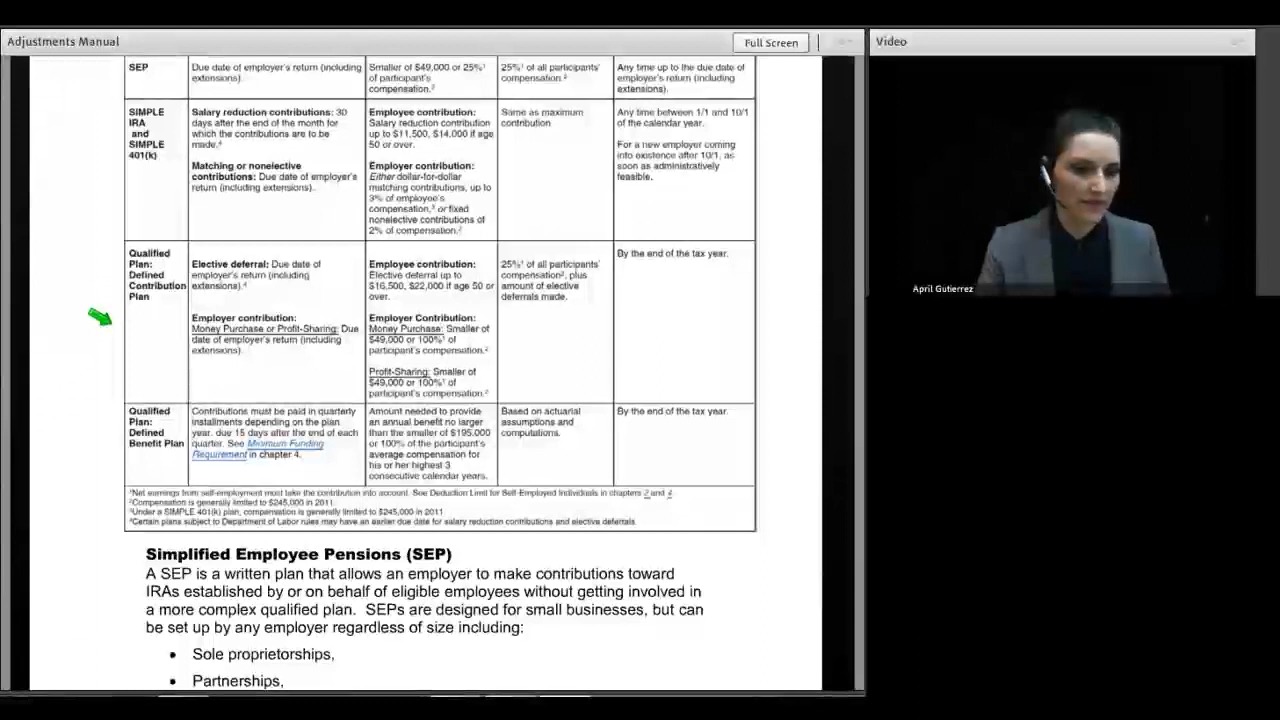 Adjustments Manual
Full Screen
Video
SEP
Due date of employer's return (including
extensions).
Smaller of $49,000 or 25%¹
of participant's
compensation.²
25%¹ of all participants'
compensation.²
Any time up to the due date of
employer's return (including
extensions).
SIMPLE
IRA
and
SIMPLE
401(k)
Salary reduction contributions: 30
days after the end of the month for
which the contributions are to be
made.⁴
Matching or nonelective
contributions: Due date of employer's
return (including extensions).
Employee contribution:
Salary reduction contribution
up to $11,500, $14,000 if age
50 or over.
Employer contribution:
Either dollar-for-dollar
matching contributions, up to
3% of employee's
compensation,³ or fixed
nonelective contributions of
2% of compensation.²
Same as maximum
contribution
Any time between 1/1 and 10/1
of the calendar year.
For a new employer coming
into existence after 10/1, as
soon as administratively
feasible.
Qualified
Plan:
Defined
Contribution
Plan
Elective deferral: Due date of
employer's return (including
extensions).⁴
Employer contribution:
Money Purchase or Profit-Sharing: Due
date of employer's return (including
extensions).
Employee contribution:
Elective deferral up to
$16,500, $22,000 if age 50 or
over.
Employer Contribution:
Money Purchase: Smaller of
$49,000 or 100%¹ of
participant's compensation.²
Profit-Sharing: Smaller of
$49,000 or 100%¹ of
participant's compensation.²
25%¹ of all participants'
compensation², plus
amount of elective
deferrals made.
By the end of the tax year.
Qualified
Plan:
Defined
Benefit Plan
Contributions must be paid in quarterly
installments depending on the plan
year, due 15 days after the end of each
quarter. See Minimum Funding
Requirement in chapter 4.
Amount needed to provide
an annual benefit no larger
than the smaller of $195,000
or 100% of the participant's
average compensation for
his or her highest 3
consecutive calendar years.
Based on actuarial
assumptions and
computations.
By the end of the tax year.
¹Net earnings from self-employment must take the contribution into account. See Deduction Limit for Self-Employed Individuals in chapters 2 and 4.
²Compensation is generally limited to $245,000 in 2011.
³Under a SIMPLE 401(k) plan, compensation is generally limited to $245,000 in 2011
⁴Certain plans subject to Department of Labor rules may have an earlier due date for salary reduction contributions and elective deferrals
Simplified Employee Pensions (SEP)
A SEP is a written plan that allows an employer to make contributions toward
IRAs established by or on behalf of eligible employees without getting involved in
a more complex qualified plan. SEPs are designed for small businesses, but can
be set up by any employer regardless of size including:
• Sole proprietorships,
• Partnerships,
April Gutierrez